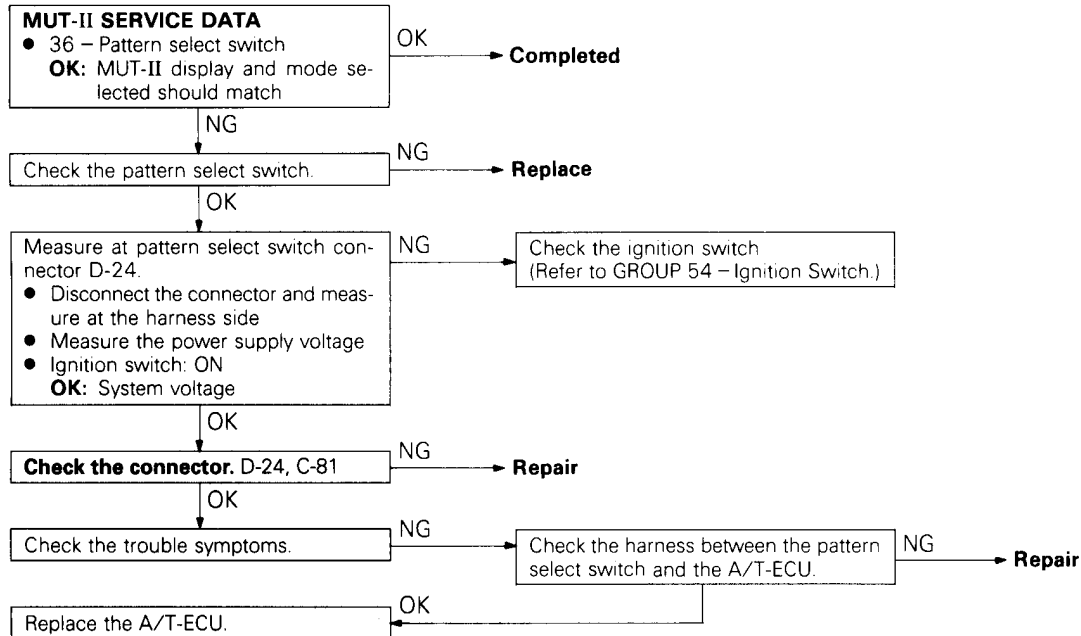 MUT-II SERVICE DATA
● 36 – Pattern select switch
OK: MUT-II display and mode se-
lected should match
OK
Completed
NG
Check the pattern select switch.
NG
Replace
OK
Measure at pattern select switch con-
nector D-24.
● Disconnect the connector and meas-
ure at the harness side
● Measure the power supply voltage
● Ignition switch: ON
OK: System voltage
NG
Check the ignition switch
(Refer to GROUP 54 – Ignition Switch.)
OK
Check the connector. D-24, C-81
NG
Repair
OK
Check the trouble symptoms.
NG
Check the harness between the pattern
select switch and the A/T-ECU.
NG
Repair
OK
Replace the A/T-ECU.